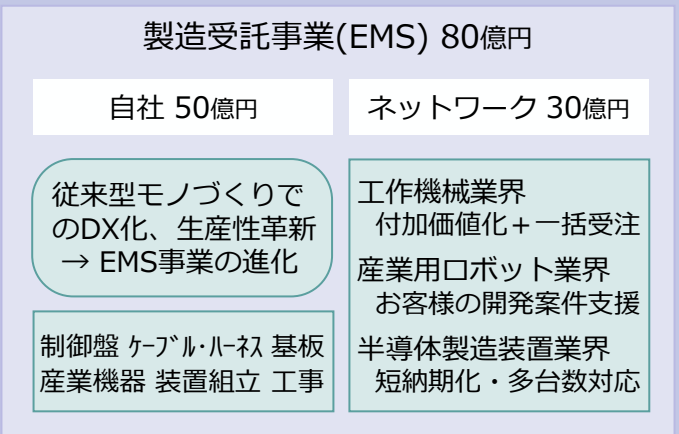 製造受託事業(EMS) 80億円
自社 50億円
ネットワーク 30億円
従来型モノづくりで
のDX化、生産性革新
→ EMS事業の進化
制御盤 ｹｰﾌﾞﾙ･ﾊｰﾈｽ 基板
産業機器 装置組立 工事
工作機械業界
付加価値化＋一括受注
産業用ロボット業界
お客様の開発案件支援
半導体製造装置業界
短納期化・多台数対応